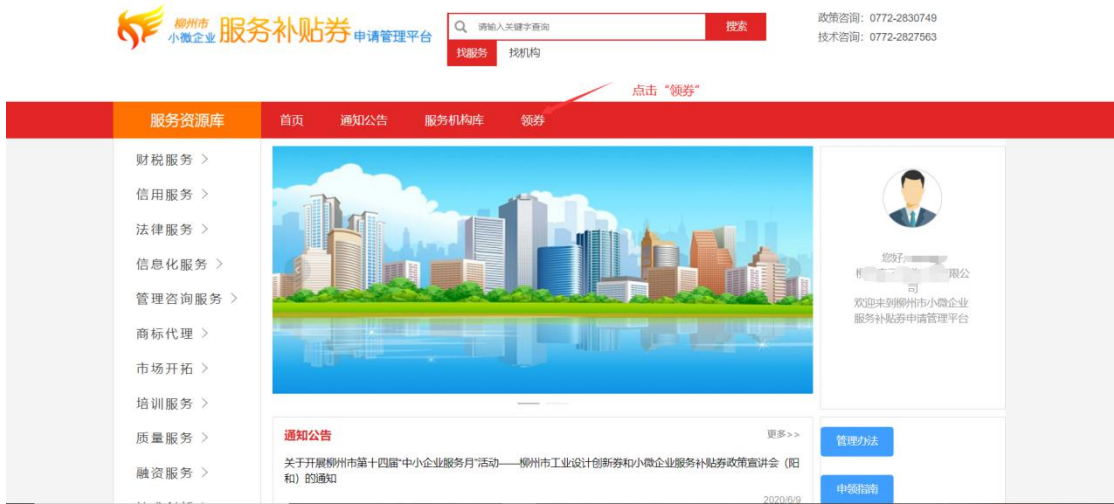 柳州市
小微企业 服务补贴券 申请管理平台
请输入关键字查询 搜索
找服务 找机构
政策咨询：0772-2830749
技术咨询：0772-2827563
点击“领券”
服务资源库 首页 通知公告 服务机构库 领券
财税服务 >
信用服务 >
法律服务 >
信息化服务 >
管理咨询服务 >
商标代理 >
市场开拓 >
培训服务 >
质量服务 >
融资服务 >
您好,
限公
司
欢迎来到柳州市小微企业
服务补贴券申请管理平台
通知公告 更多>>
关于开展柳州市第十四届“中小企业服务月”活动——柳州市工业设计创新券和小微企业服务补贴券政策宣讲会（阳
和）的通知
2020/6/9
管理办法
申领指南